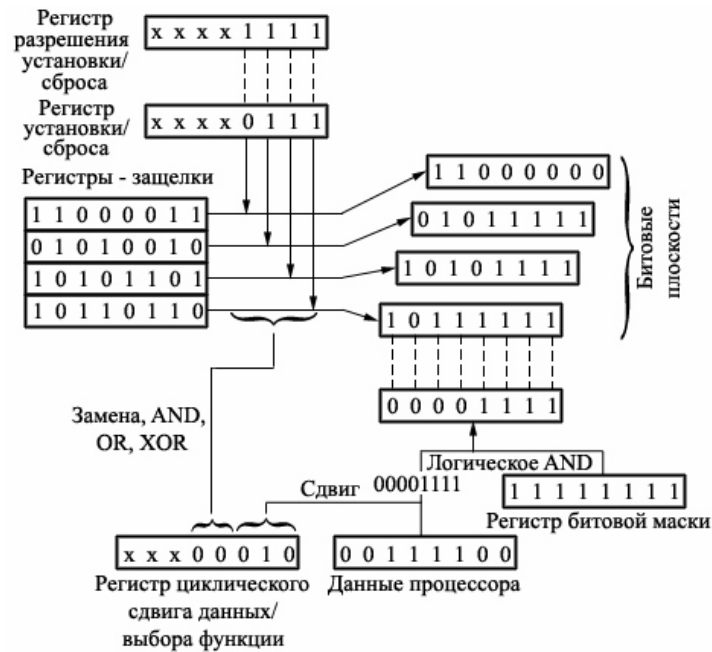 Регистр
разрешения
установки/
сброса
x x x x 1 1 1 1
Регистр
установки/
сброса
x x x x 0 1 1 1
Регистры - защелки
1 1 0 0 0 0 1 1
0 1 0 1 0 0 1 0
1 0 1 0 1 1 0 1
1 0 1 1 0 1 1 0
1 1 0 0 0 0 0 0
0 1 0 1 1 1 1 1
1 0 1 0 1 1 1 1
1 0 1 1 1 1 1 1
Битовые
плоскости
0 0 0 0 1 1 1 1
Замена, AND,
OR, XOR
Логическое AND
Сдвиг 00001111
1 1 1 1 1 1 1 1
Регистр битовой маски
x x x 0 0 0 1 0
0 0 1 1 1 1 0 0
Регистр циклического
сдвига данных/
выбора функции
Данные процессора